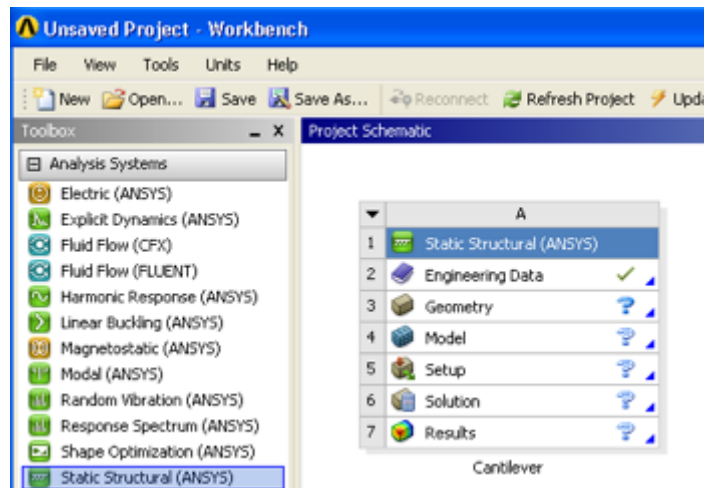 Unsaved Project - Workbench
File View Tools Units Help
New Open... Save Save As... Reconnect Refresh Project Upda
Toolbox
Project Schematic
Analysis Systems
Electric (ANSYS)
Explicit Dynamics (ANSYS)
Fluid Flow (CFX)
Fluid Flow (FLUENT)
Harmonic Response (ANSYS)
Linear Buckling (ANSYS)
Magnetostatic (ANSYS)
Modal (ANSYS)
Random Vibration (ANSYS)
Response Spectrum (ANSYS)
Shape Optimization (ANSYS)
Static Structural (ANSYS)
A
1 Static Structural (ANSYS)
2 Engineering Data
3 Geometry
4 Model
5 Setup
6 Solution
7 Results
Cantilever